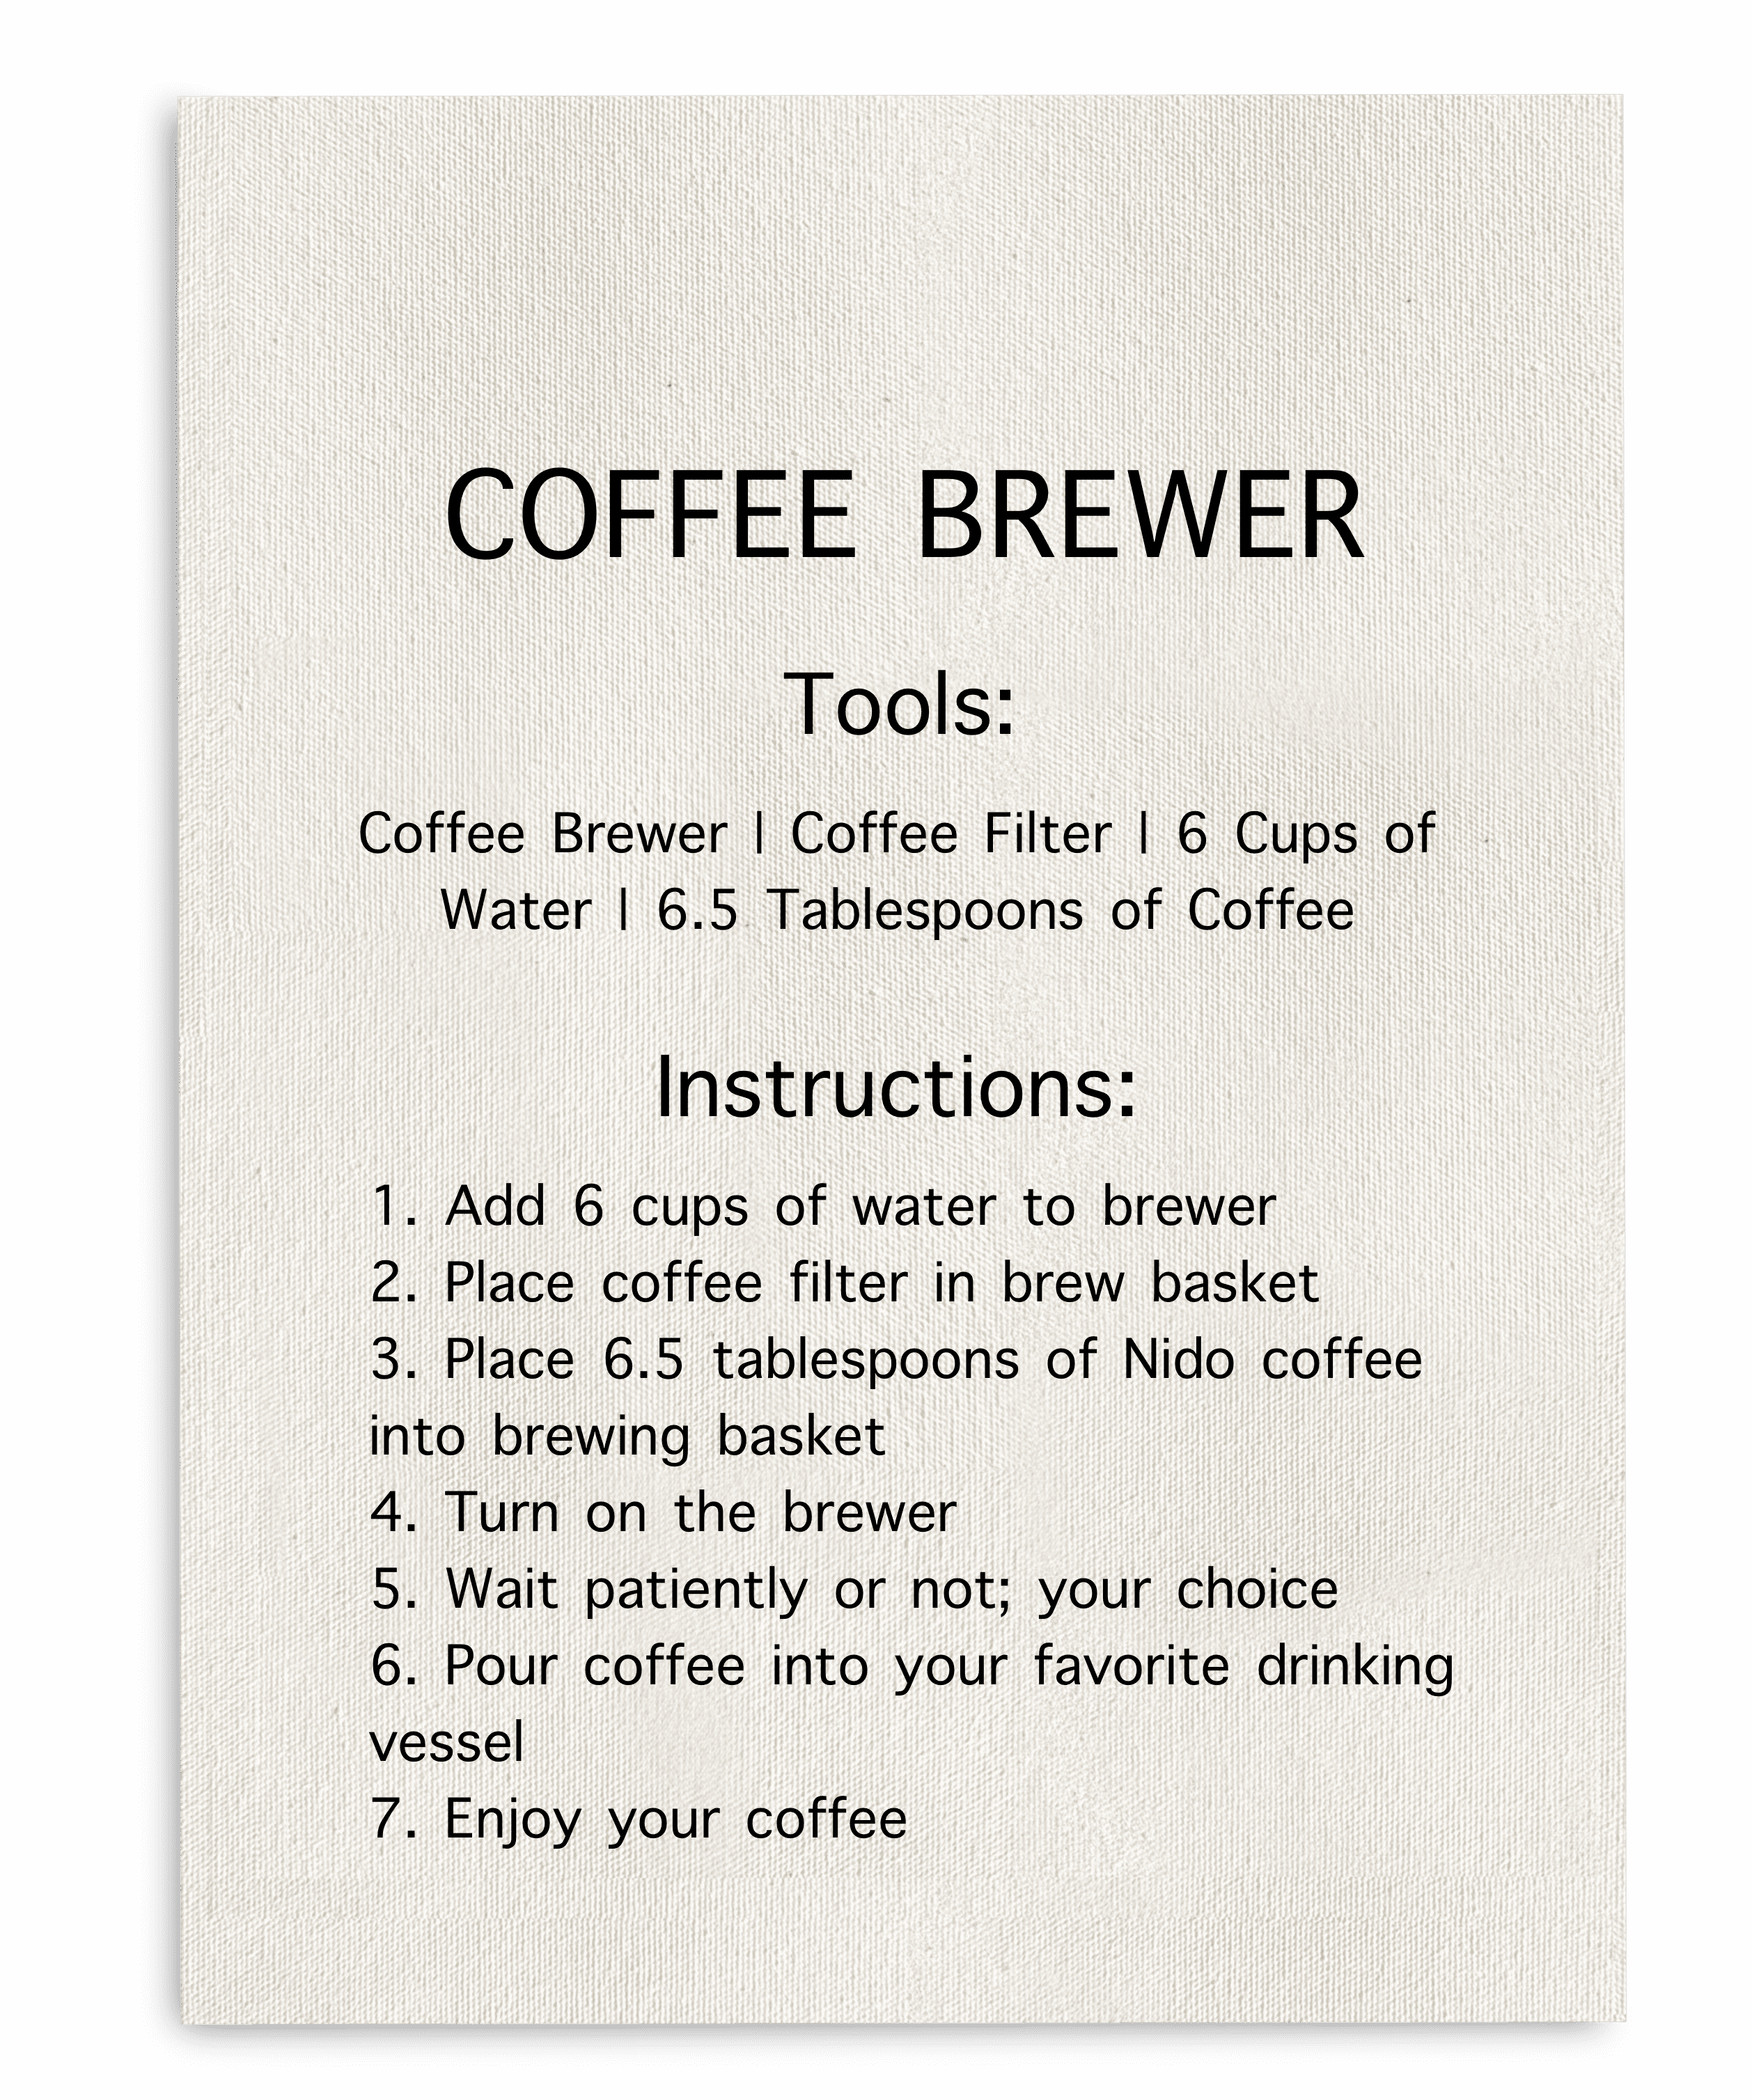 COFFEE BREWER
Tools:
Coffee Brewer | Coffee Filter | 6 Cups of
Water | 6.5 Tablespoons of Coffee
Instructions:
1. Add 6 cups of water to brewer
2. Place coffee filter in brew basket
3. Place 6.5 tablespoons of Nido coffee
into brewing basket
4. Turn on the brewer
5. Wait patiently or not; your choice
6. Pour coffee into your favorite drinking
vessel
7. Enjoy your coffee